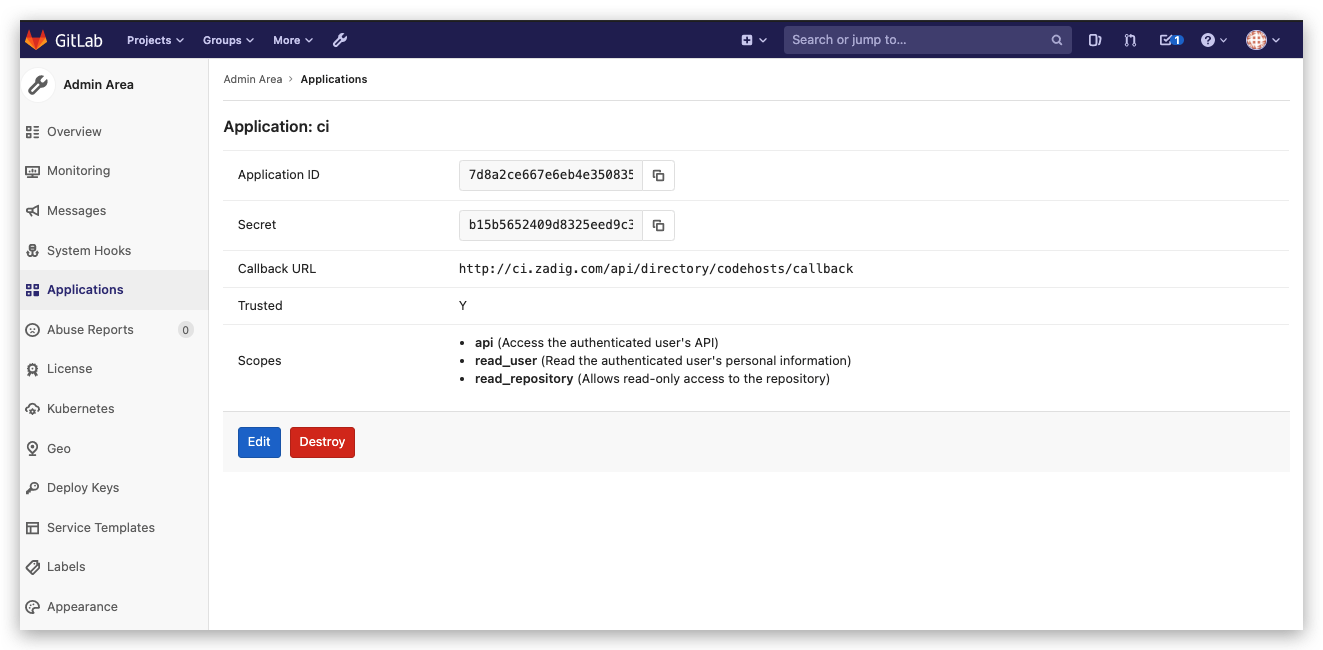 GitLab Projects Groups More Search or jump to... 1
Admin Area
Overview
Monitoring
Messages
System Hooks
Applications
Abuse Reports 0
License
Kubernetes
Geo
Deploy Keys
Service Templates
Labels
Appearance
Admin Area › Applications
Application: ci
Application ID 7d8a2ce667e6eb4e350835
Secret b15b5652409d8325eed9c3
Callback URL http://ci.zadig.com/api/directory/codehosts/callback
Trusted Y
Scopes
• api (Access the authenticated user's API)
• read_user (Read the authenticated user's personal information)
• read_repository (Allows read-only access to the repository)
Edit Destroy